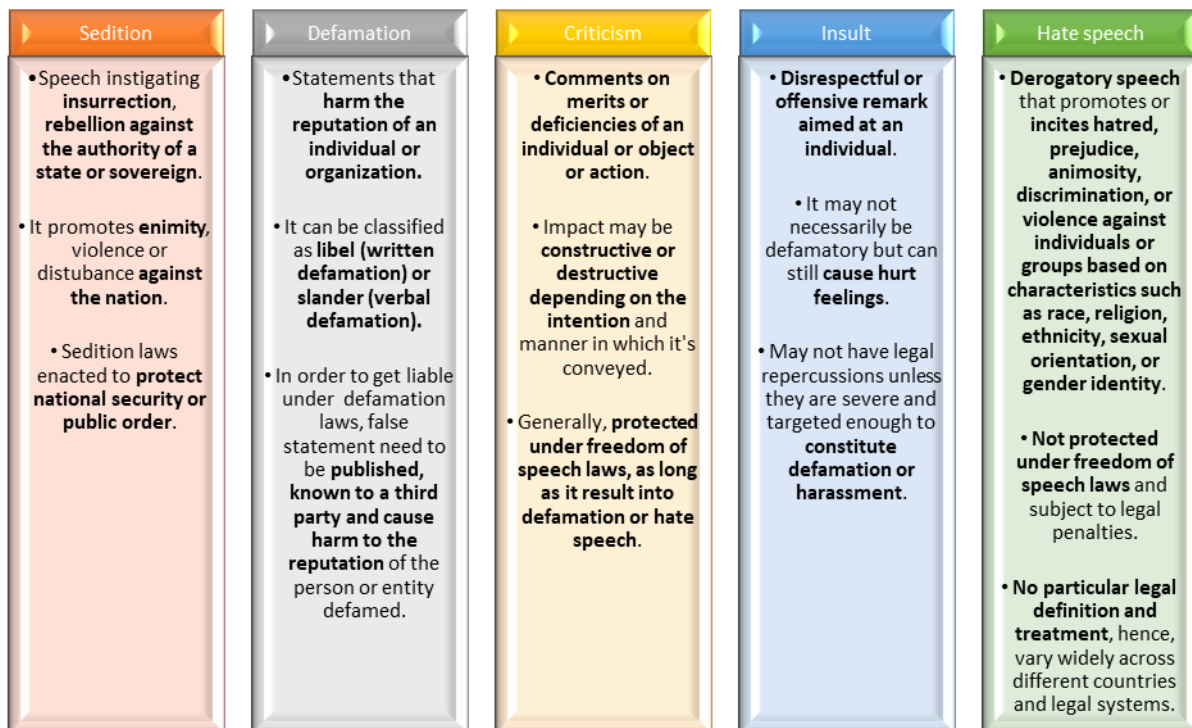 Sedition
•Speech instigating
insurrection,
rebellion against
the authority of a
state or sovereign.
•It promotes enimity,
violence or
distubance against
the nation.
•Sedition laws
enacted to protect
national security or
public order.
Defamation
•Statements that
harm the
reputation of an
individual or
organization.
•It can be classified
as libel (written
defamation) or
slander (verbal
defamation).
•In order to get liable
under defamation
laws, false
statement need to
be published,
known to a third
party and cause
harm to the
reputation of the
person or entity
defamed.
Criticism
•Comments on
merits or
deficiencies of an
individual or object
or action.
•Impact may be
constructive or
destructive
depending on the
intention and
manner in which it's
conveyed.
•Generally, protected
under freedom of
speech laws, as long
as it result into
defamation or hate
speech.
Insult
•Disrespectful or
offensive remark
aimed at an
individual.
•It may not
necessarily be
defamatory but can
still cause hurt
feelings.
•May not have legal
repercussions unless
they are severe and
targeted enough to
constitute
defamation or
harassment.
Hate speech
•Derogatory speech
that promotes or
incites hatred,
prejudice,
animosity,
discrimination, or
violence against
individuals or
groups based on
characteristics such
as race, religion,
ethnicity, sexual
orientation, or
gender identity.
•Not protected
under freedom of
speech laws and
subject to legal
penalties.
•No particular legal
definition and
treatment, hence,
vary widely across
different countries
and legal systems.